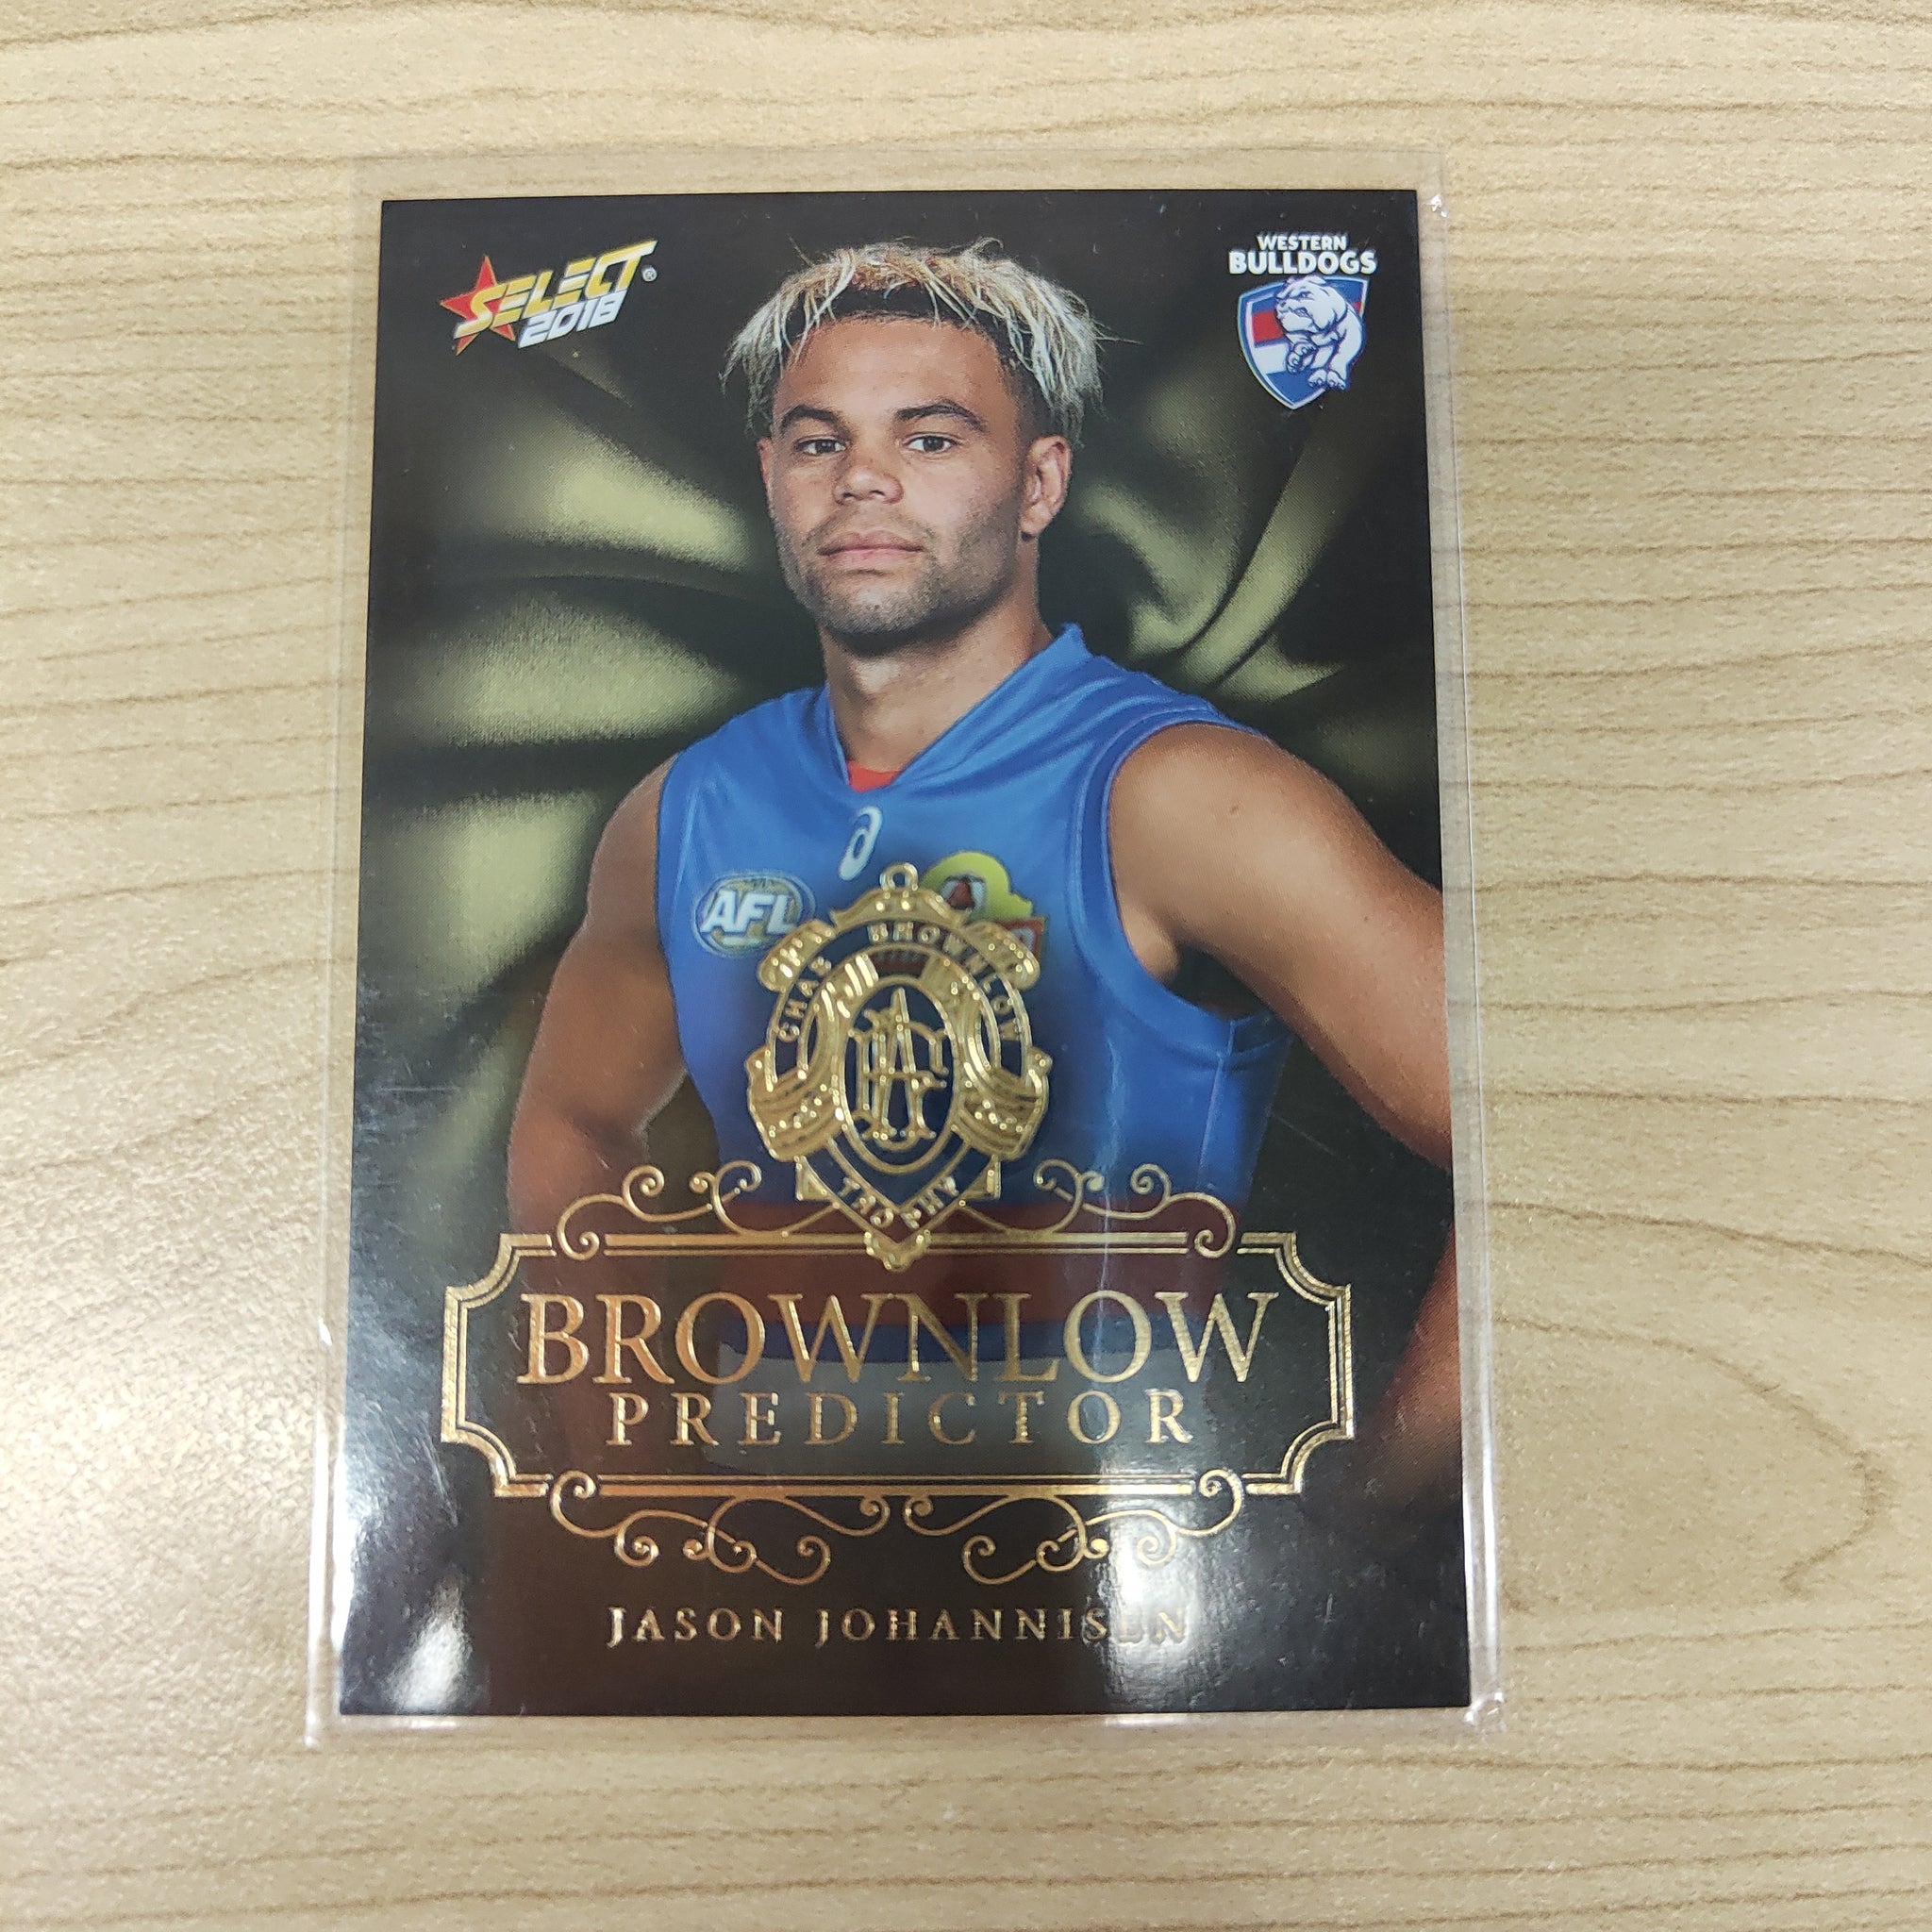 SELECT®
2018
WESTERN
BULLDOGS
AFL
CHAS BROWNLOW
TROPHY
BROWNLOW
PREDICTOR
JASON JOHANNISEN